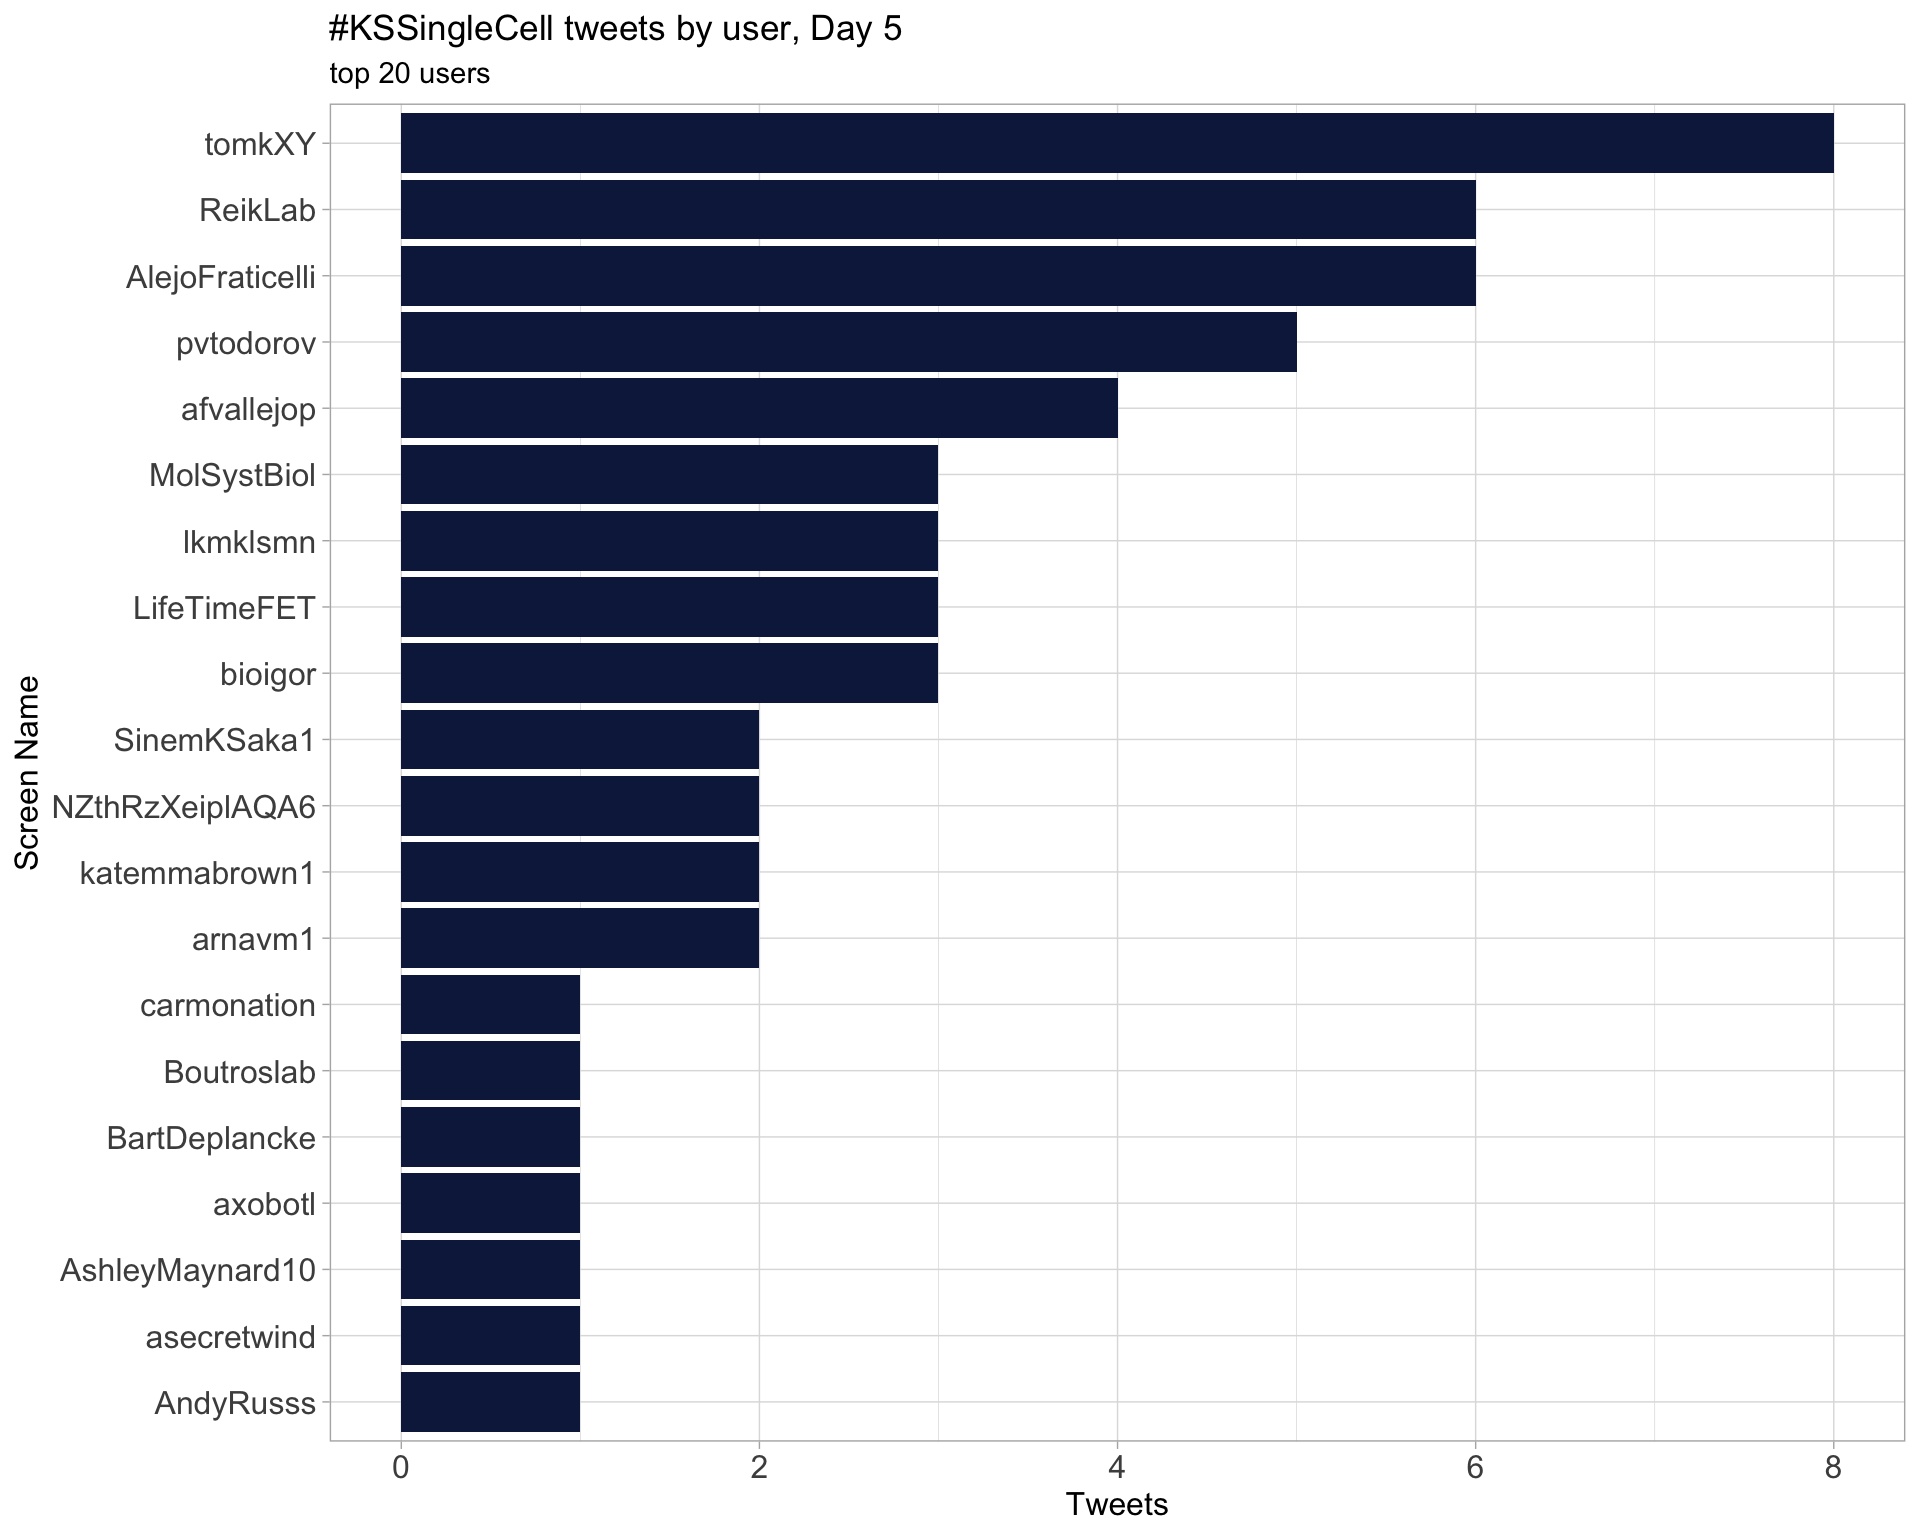 #KSSingleCell tweets by user, Day 5
top 20 users
Screen Name
tomkXY
ReikLab
AlejoFraticelli
pvtodorov
afvallejop
MolSystBiol
lkmklsmn
LifeTimeFET
bioigor
SinemKSaka1
NZthRzXeiplAQA6
katemmabrown1
arnavm1
carmonation
Boutroslab
BartDeplancke
axobotl
AshleyMaynard10
asecretwind
AndyRusss
0 2 4 6 8
Tweets